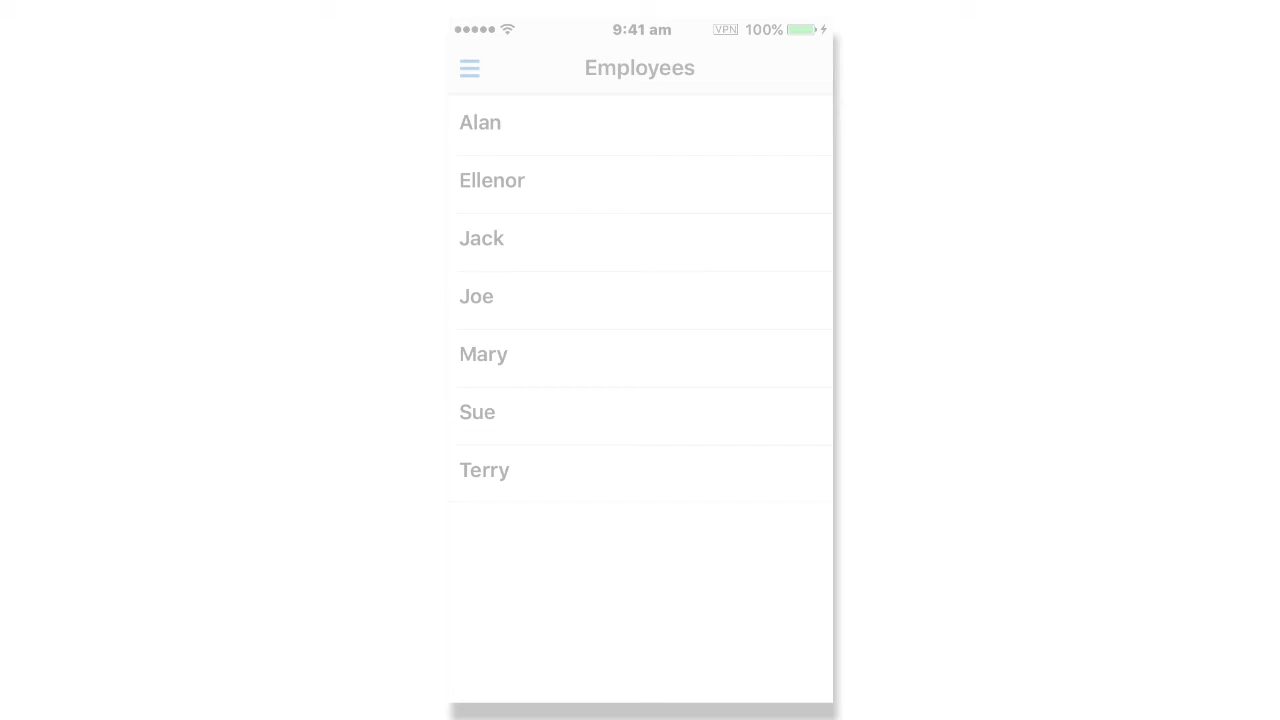 9:41 am VPN 100%
Employees
Alan
Ellenor
Jack
Joe
Mary
Sue
Terry